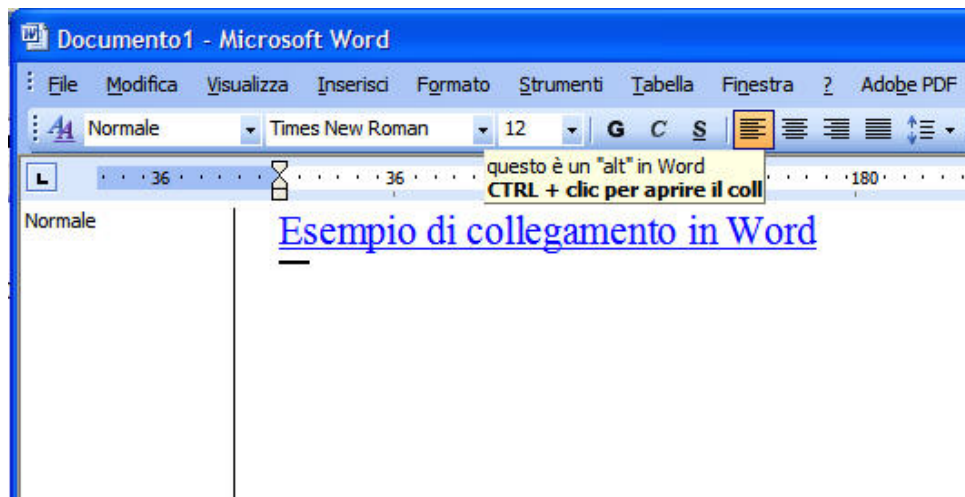 Documento1 - Microsoft Word
File Modifica Visualizza Inserisci Formato Strumenti Tabella Finestra ? Adobe PDF
Normale Times New Roman 12 G C S
questo è un "alt" in Word
CTRL + clic per aprire il coll
36 36 180
Normale
Esempio di collegamento in Word